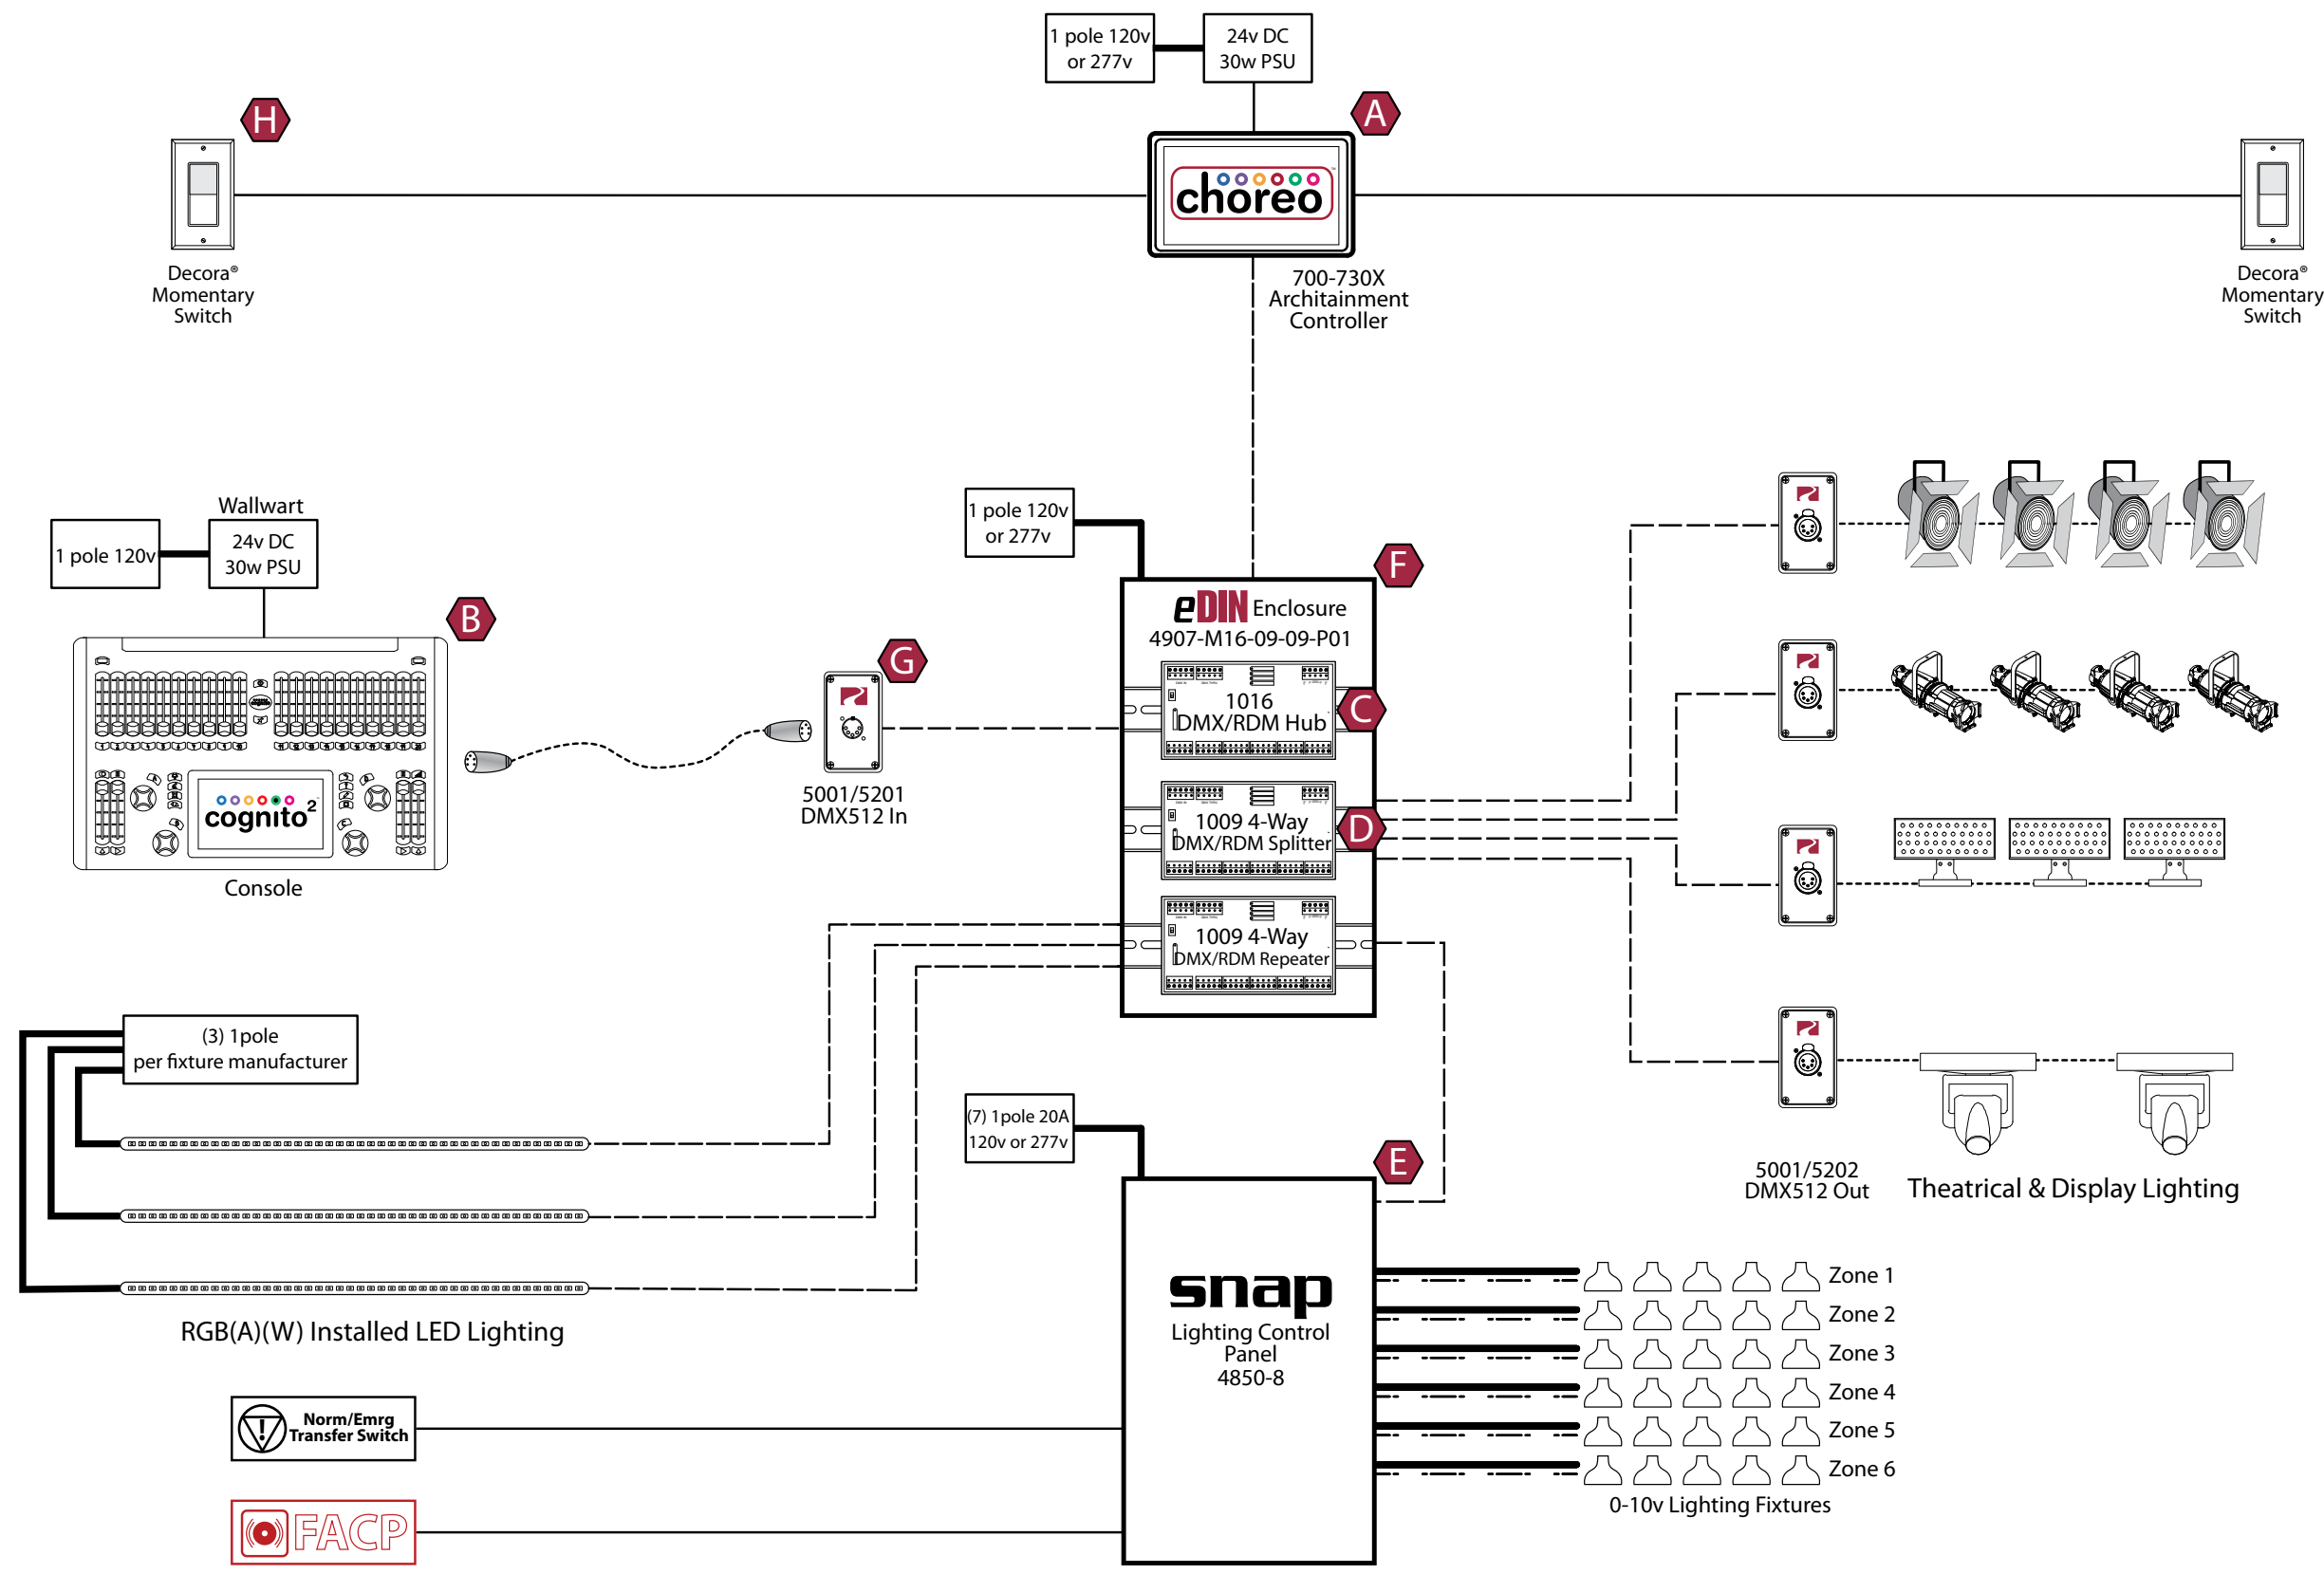 1 pole 120v
or 277v
24v DC
30w PSU
H
A
choreo
Decora®
Momentary
Switch
700-730X
Architainment
Controller
Decora®
Momentary
Switch
Wallwart
1 pole 120v
24v DC
30w PSU
1 pole 120v
or 277v
F
B
eDIN Enclosure
4907-M16-09-09-P01
G
C
1016
DMX/RDM Hub
5001/5201
DMX512 In
cognito2
Console
D
1009 4-Way
DMX/RDM Splitter
1009 4-Way
DMX/RDM Repeater
(3) 1pole
per fixture manufacturer
(7) 1pole 20A
120v or 277v
E
5001/5202
DMX512 Out
Theatrical & Display Lighting
RGB(A)(W) Installed LED Lighting
snap
Lighting Control
Panel
4850-8
Zone 1
Zone 2
Zone 3
Zone 4
Zone 5
Zone 6
0-10v Lighting Fixtures
Norm/Emrg
Transfer Switch
FACP